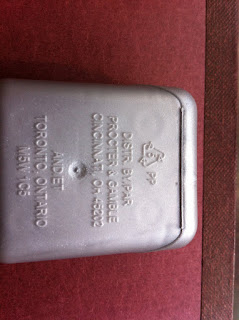 PP
DISTR. BY/PAR
PROCTER & GAMBLE
CINCINNATI, OH 45202
AND/ET
TORONTO, ONTARIO
M5W 1C5